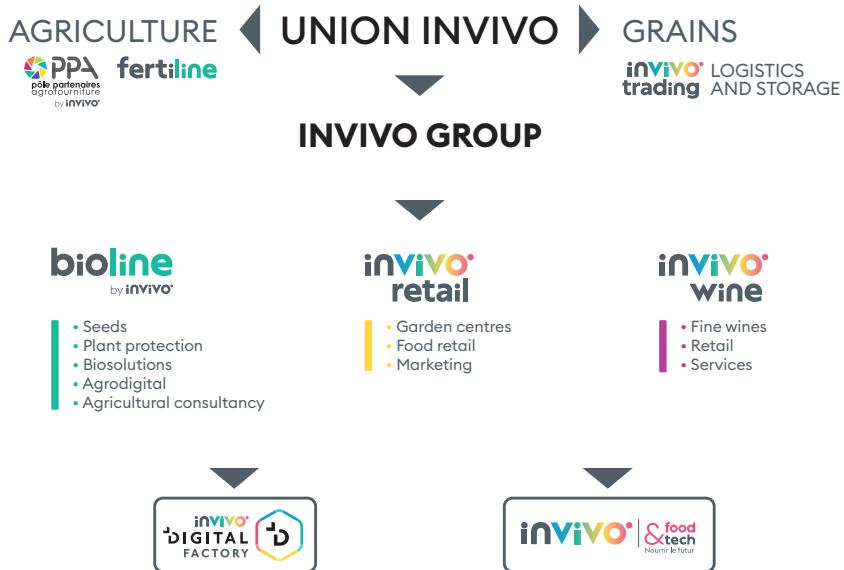 AGRICULTURE
UNION INVIVO
GRAINS
PPA
pôle partenaires
agrofourniture
by invivo
fertiline
invivo
trading
LOGISTICS
AND STORAGE
INVIVO GROUP
bioline
by invivo
• Seeds
• Plant protection
• Biosolutions
• Agrodigital
• Agricultural consultancy
invivo
retail
• Garden centres
• Food retail
• Marketing
invivo
wine
• Fine wines
• Retail
• Services
invivo
DIGITAL
FACTORY
D
invivo
& food
tech
Nourrir le futur